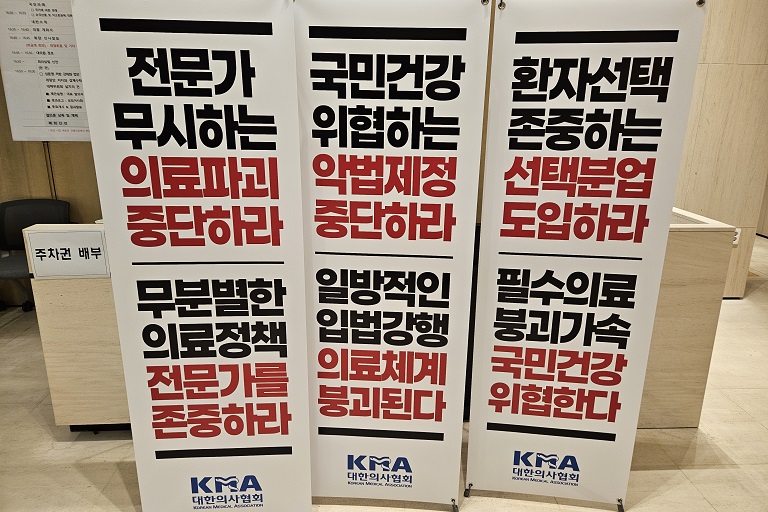 전문가
무시하는
의료파괴
중단하라
무분별한
의료정책
전문가를
존중하라
KMA
대한의사협회
KOREAN MEDICAL ASSOCIATION
국민건강
위협하는
악법제정
중단하라
일방적인
입법강행
의료체계
붕괴된다
KMA
대한의사협회
KOREAN MEDICAL ASSOCIATION
환자선택
존중하는
선택분업
도입하라
필수의료
붕괴가속
국민건강
위협한다
KMA
대한의사협회
KOREAN MEDICAL ASSOCIATION
주차권 배부